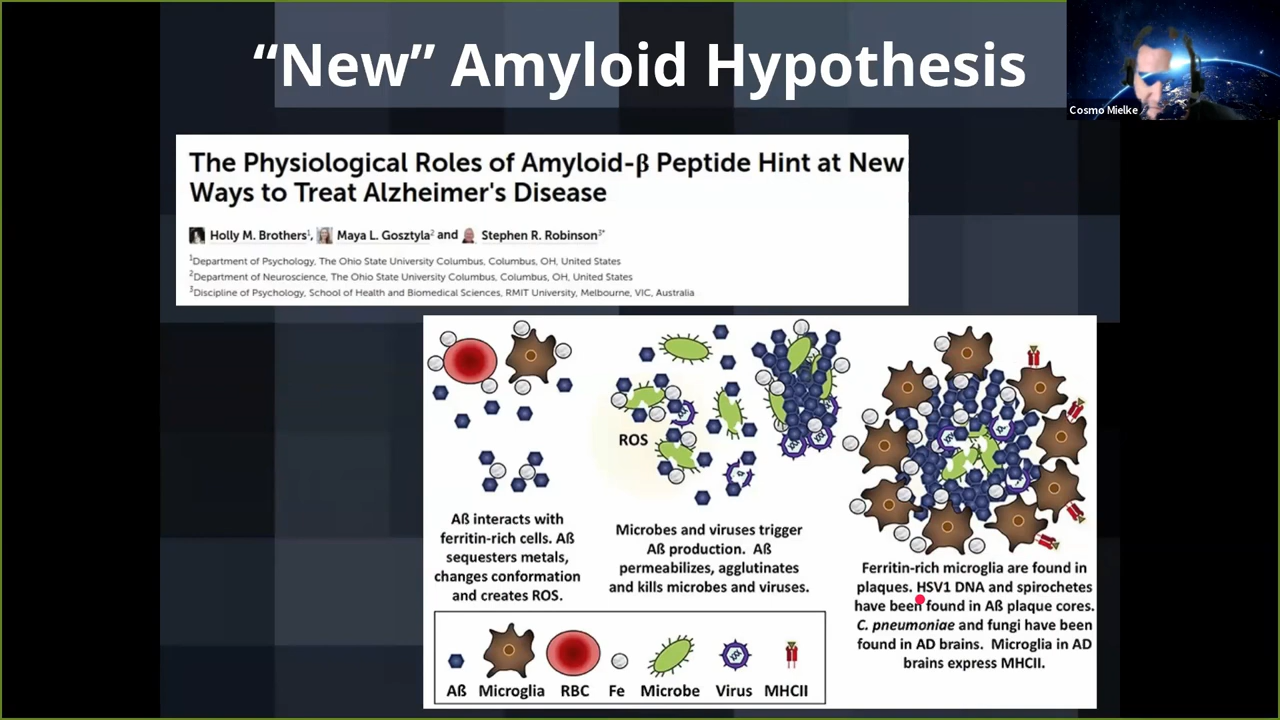 “New” Amyloid Hypothesis
Cosmo Mielke
The Physiological Roles of Amyloid-β Peptide Hint at New
Ways to Treat Alzheimer's Disease
Holly M. Brothers¹, Maya L. Gosztyla² and Stephen R. Robinson³*
¹Department of Psychology, The Ohio State University Columbus, Columbus, OH, United States
²Department of Neuroscience, The Ohio State University Columbus, Columbus, OH, United States
³Discipline of Psychology, School of Health and Biomedical Sciences, RMIT University, Melbourne, VIC, Australia
ROS
Aß interacts with
ferritin-rich cells. Aß
sequesters metals,
changes conformation
and creates ROS.
Microbes and viruses trigger
Aß production. Aß
permeabilizes, agglutinates
and kills microbes and viruses.
Ferritin-rich microglia are found in
plaques. HSV1 DNA and spirochetes
have been found in Aß plaque cores.
C. pneumoniae and fungi have been
found in AD brains. Microglia in AD
brains express MHCII.
Aß Microglia RBC Fe Microbe Virus MHCII